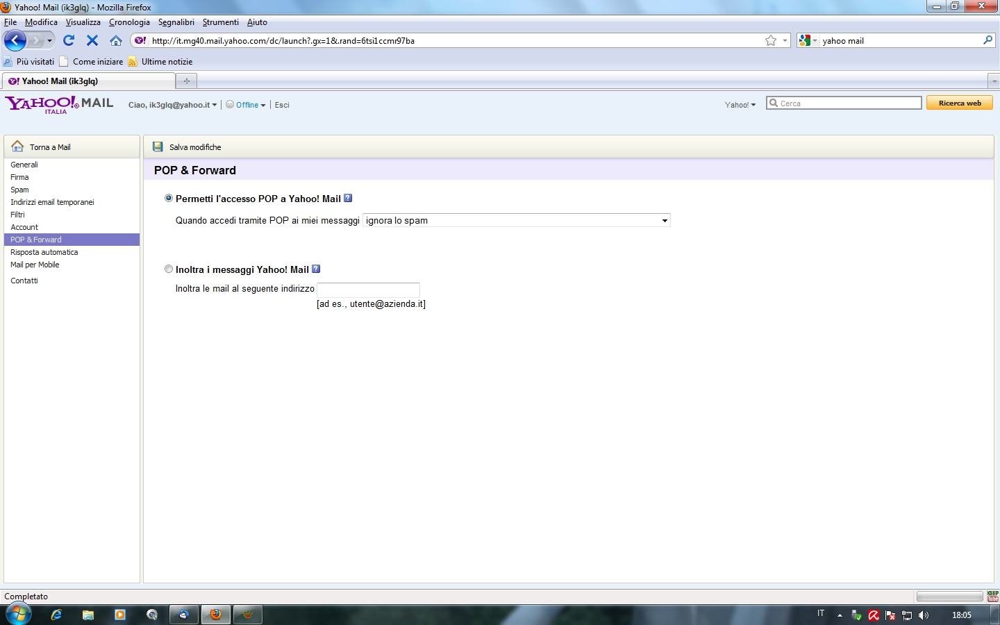 Yahoo! Mail (ik3glq) - Mozilla Firefox
File Modifica Visualizza Cronologia Segnalibri Strumenti Aiuto
http://it.mg40.mail.yahoo.com/dc/launch?.gx=1&.rand=6tsi1ccmr97ba
yahoo mail
Più visitati Come iniziare Ultime notizie
Y! Yahoo! Mail (ik3glq)
YAHOO!® MAIL
ITALIA
Ciao, ik3glq@yahoo.it Offline Esci
Yahoo! Cerca Ricerca web
Torna a Mail
Salva modifiche
Generali
Firma
Spam
Indirizzi email temporanei
Filtri
Account
POP & Forward
Risposta automatica
Mail per Mobile
Contatti
POP & Forward
Permetti l'accesso POP a Yahoo! Mail ?
Quando accedi tramite POP ai miei messaggi ignora lo spam
Inoltra i messaggi Yahoo! Mail ?
Inoltra le mail al seguente indirizzo
[ad es., utente@azienda.it]
Completato
KEEP
Tube
IT
18:05